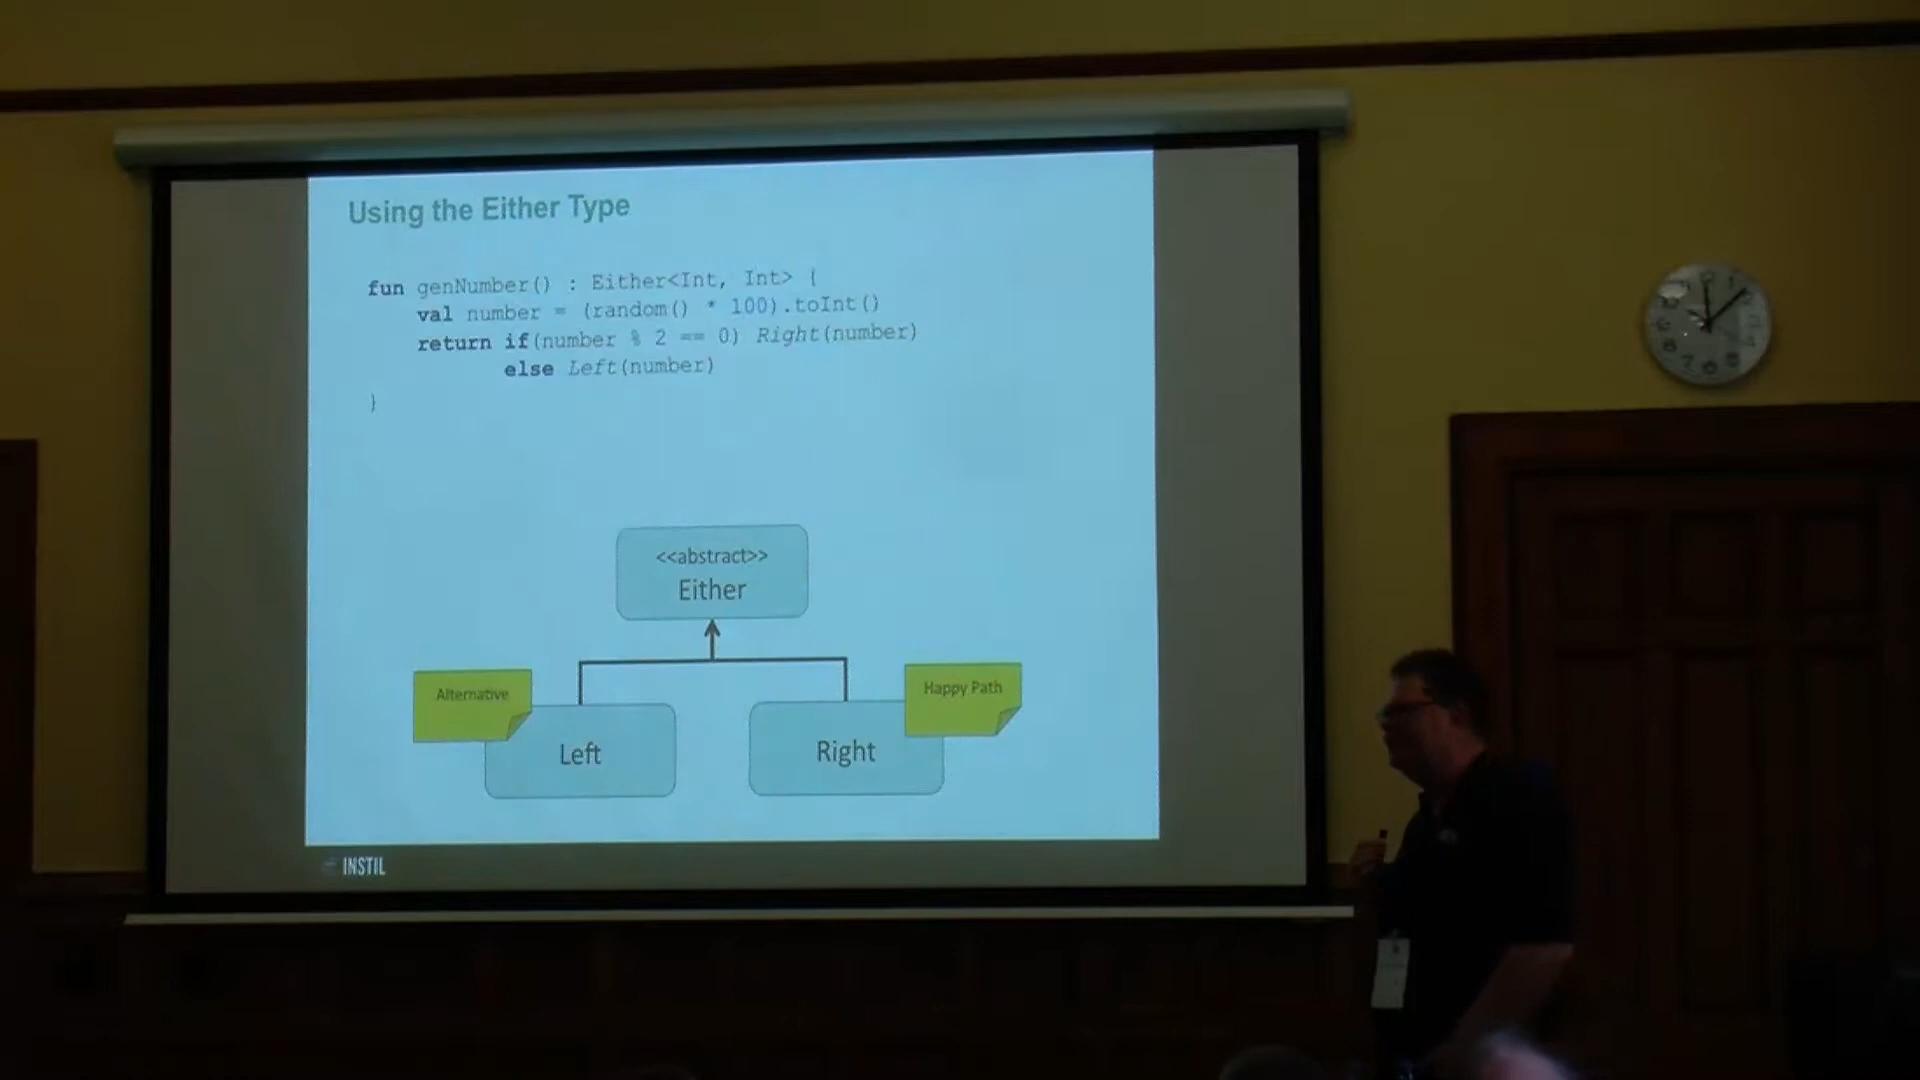 Using the Either Type
fun genNumber() : Either<Int, Int> {
val number = (random() * 100).toInt()
return if(number % 2 == 0) Right(number)
else Left(number)
}
<<abstract>>
Either
Alternative
Happy Path
Left
Right
INSTIL